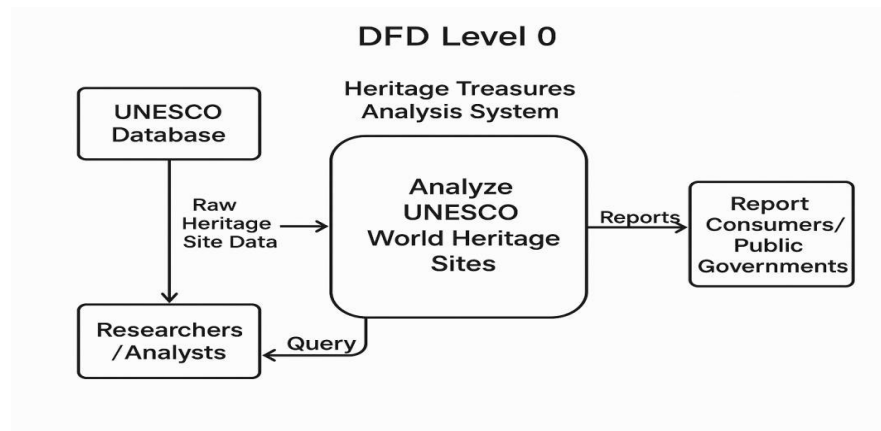 DFD Level 0
Heritage Treasures
Analysis System
UNESCO
Database
Raw
Heritage
Site Data
Analyze
UNESCO
World Heritage
Sites
Reports
Report
Consumers/
Public
Governments
Researchers
/Analysts
Query